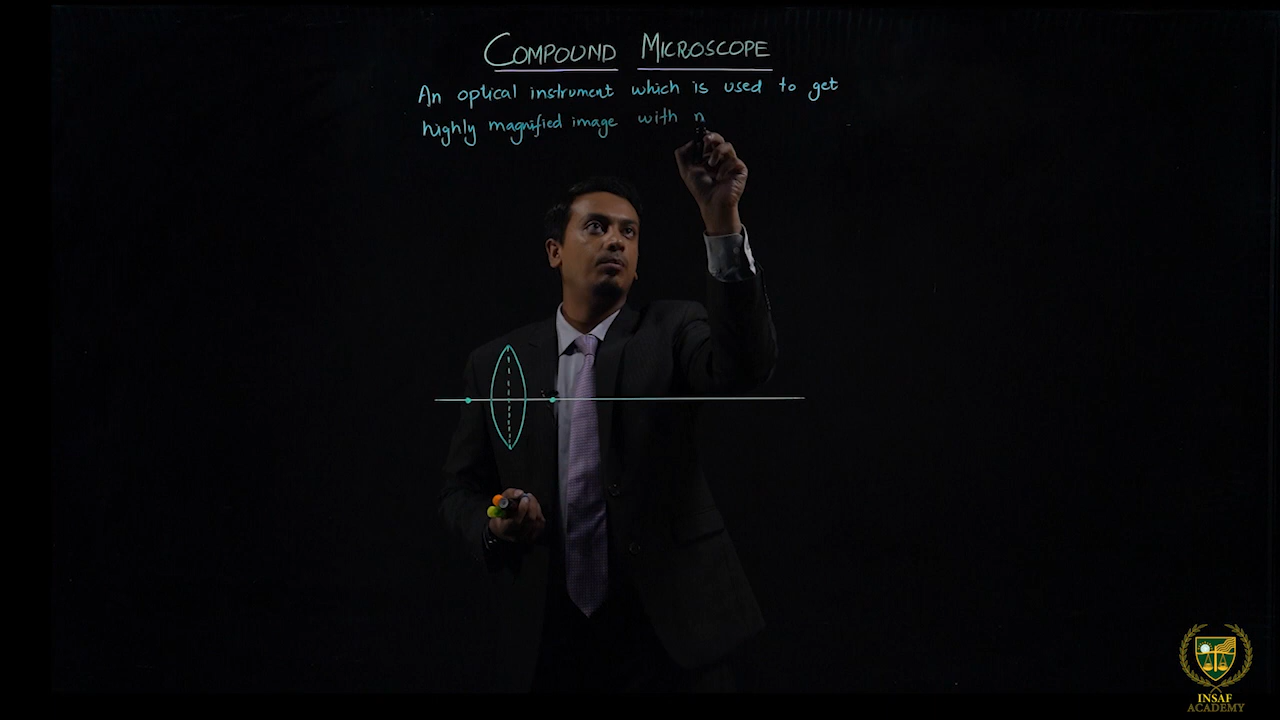 COMPOUND MICROSCOPE
An optical instrument which is used to get
highly magnified image with n
INSAF
ACADEMY